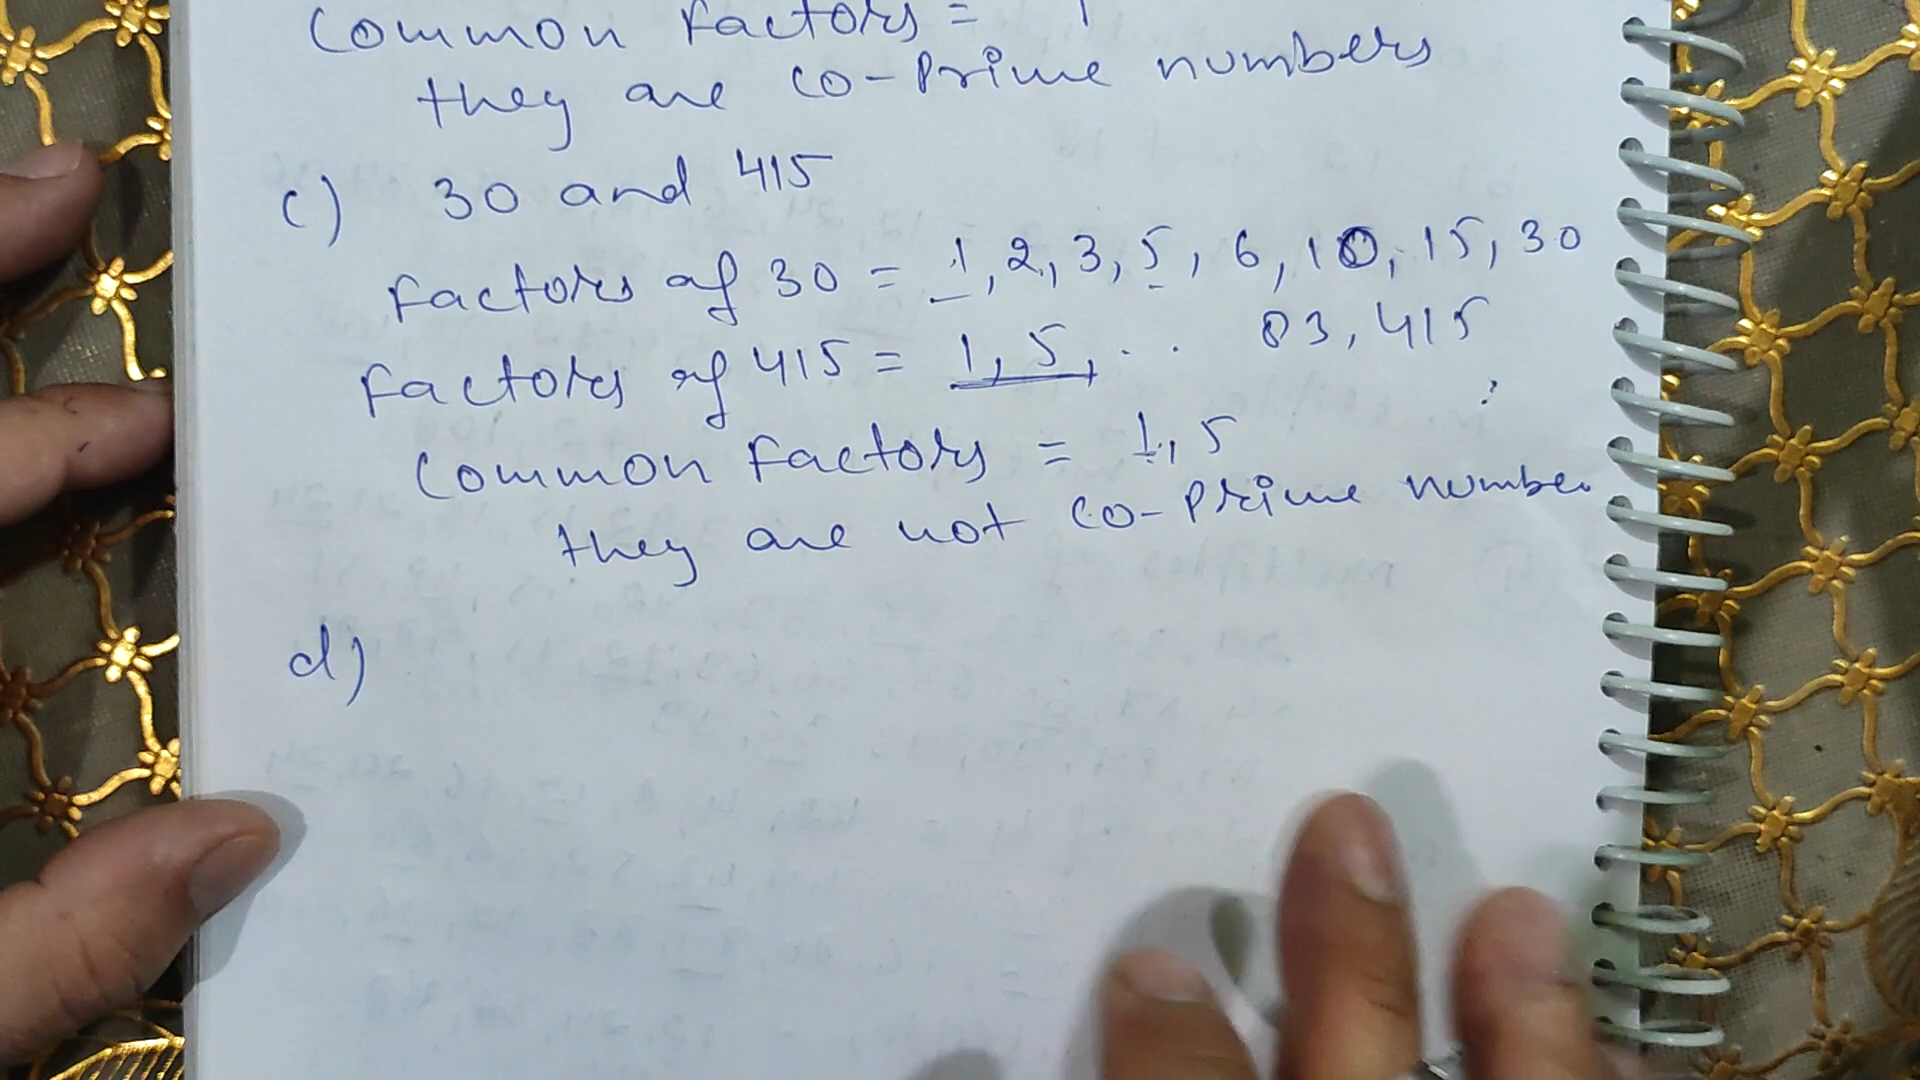 Common factors = 1
they are co-prime numbers
c) 30 and 415
factors of 30 = 1, 2, 3, 5, 6, 10, 15, 30
factors of 415 = 1, 5, .. 83, 415
common factors = 1, 5
they are not co-prime number
d)